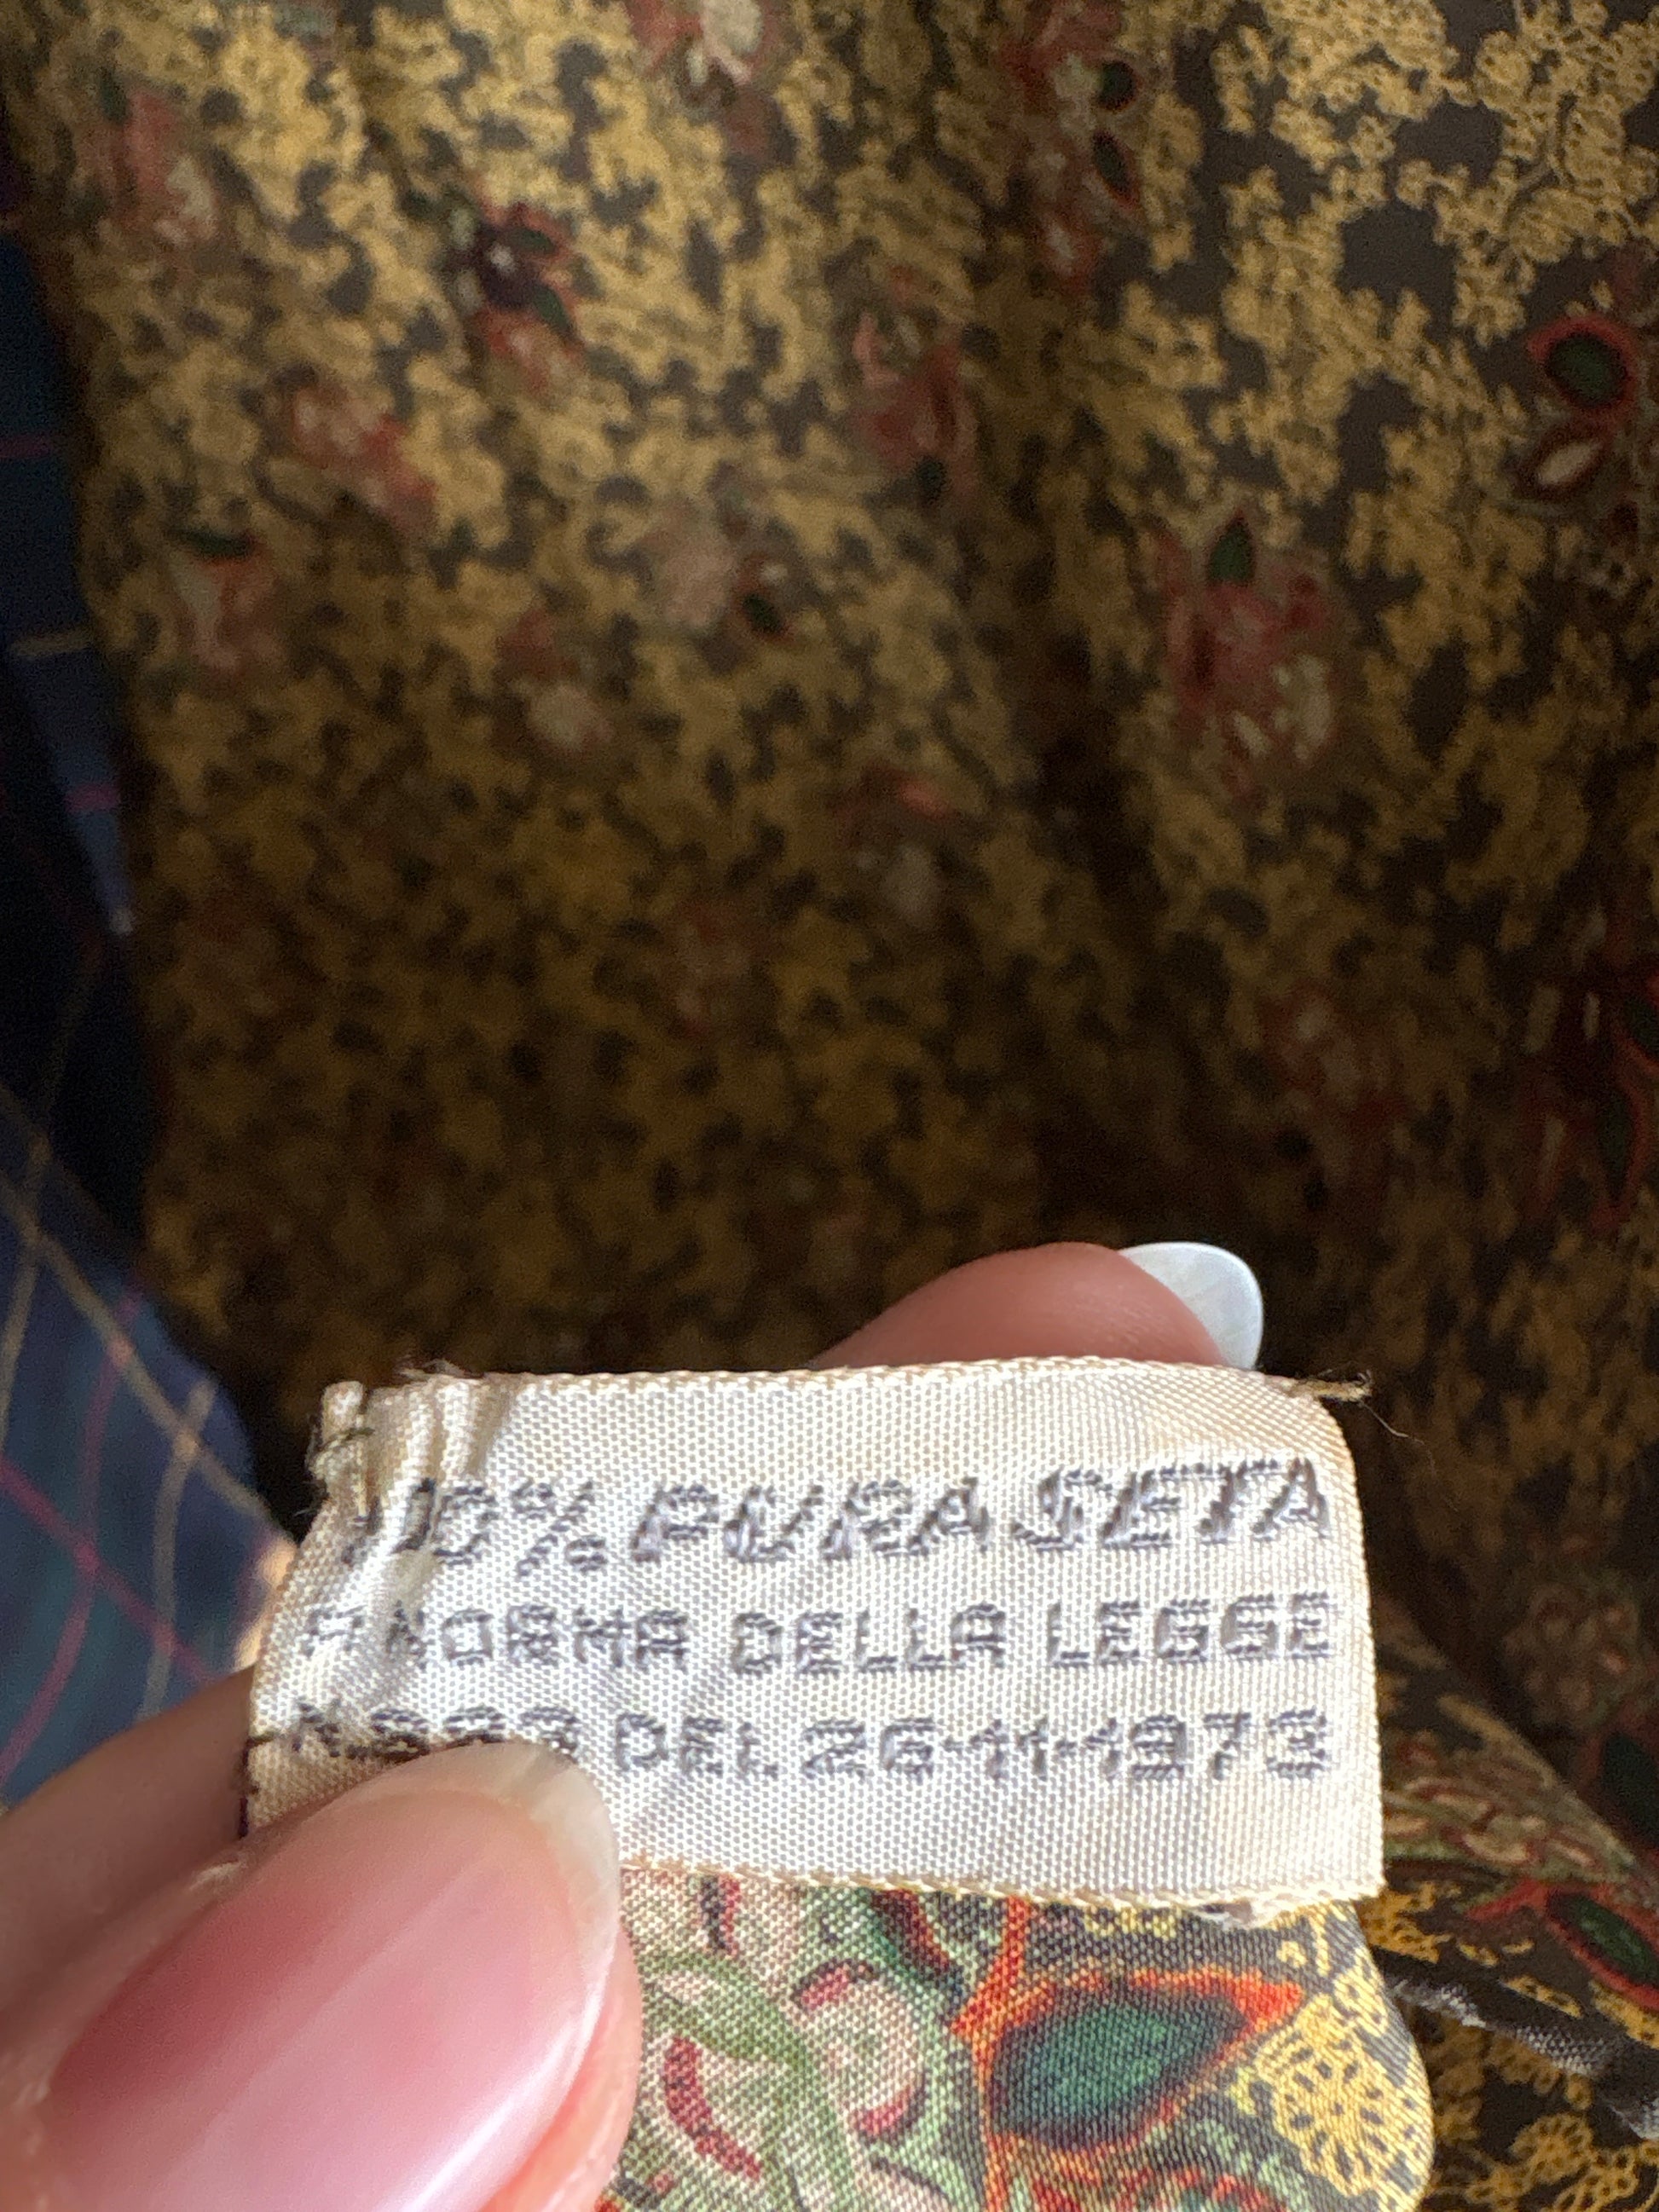 100% PURA SETA
A NORMA DELLA LEGGE
DEL 26-11-1973